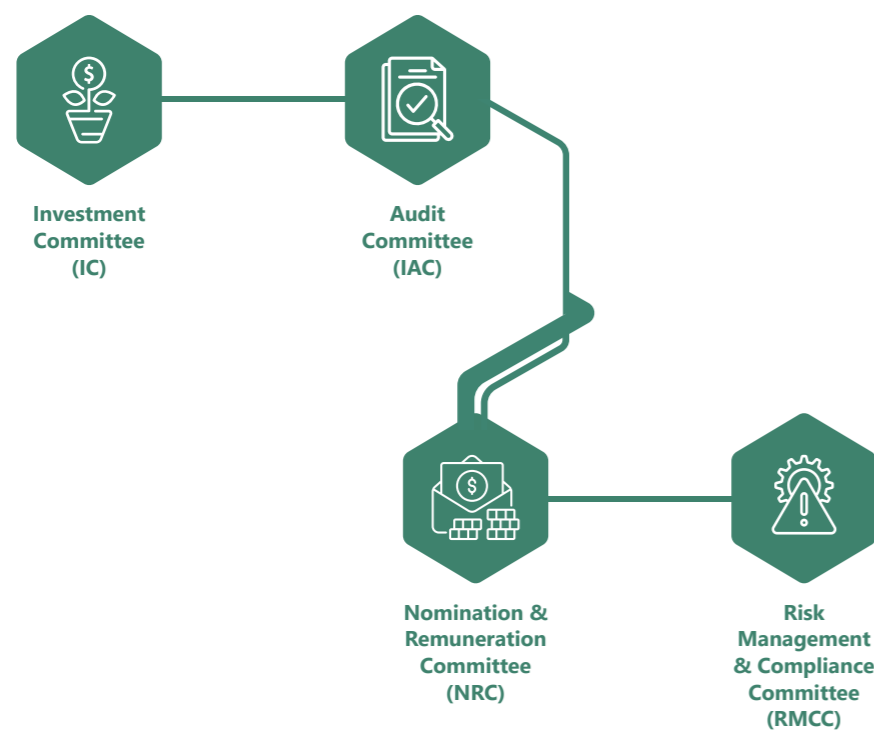 Investment
Committee
(IC)
Audit
Committee
(IAC)
Nomination &
Remuneration
Committee
(NRC)
Risk
Management
& Compliance
Committee
(RMCC)